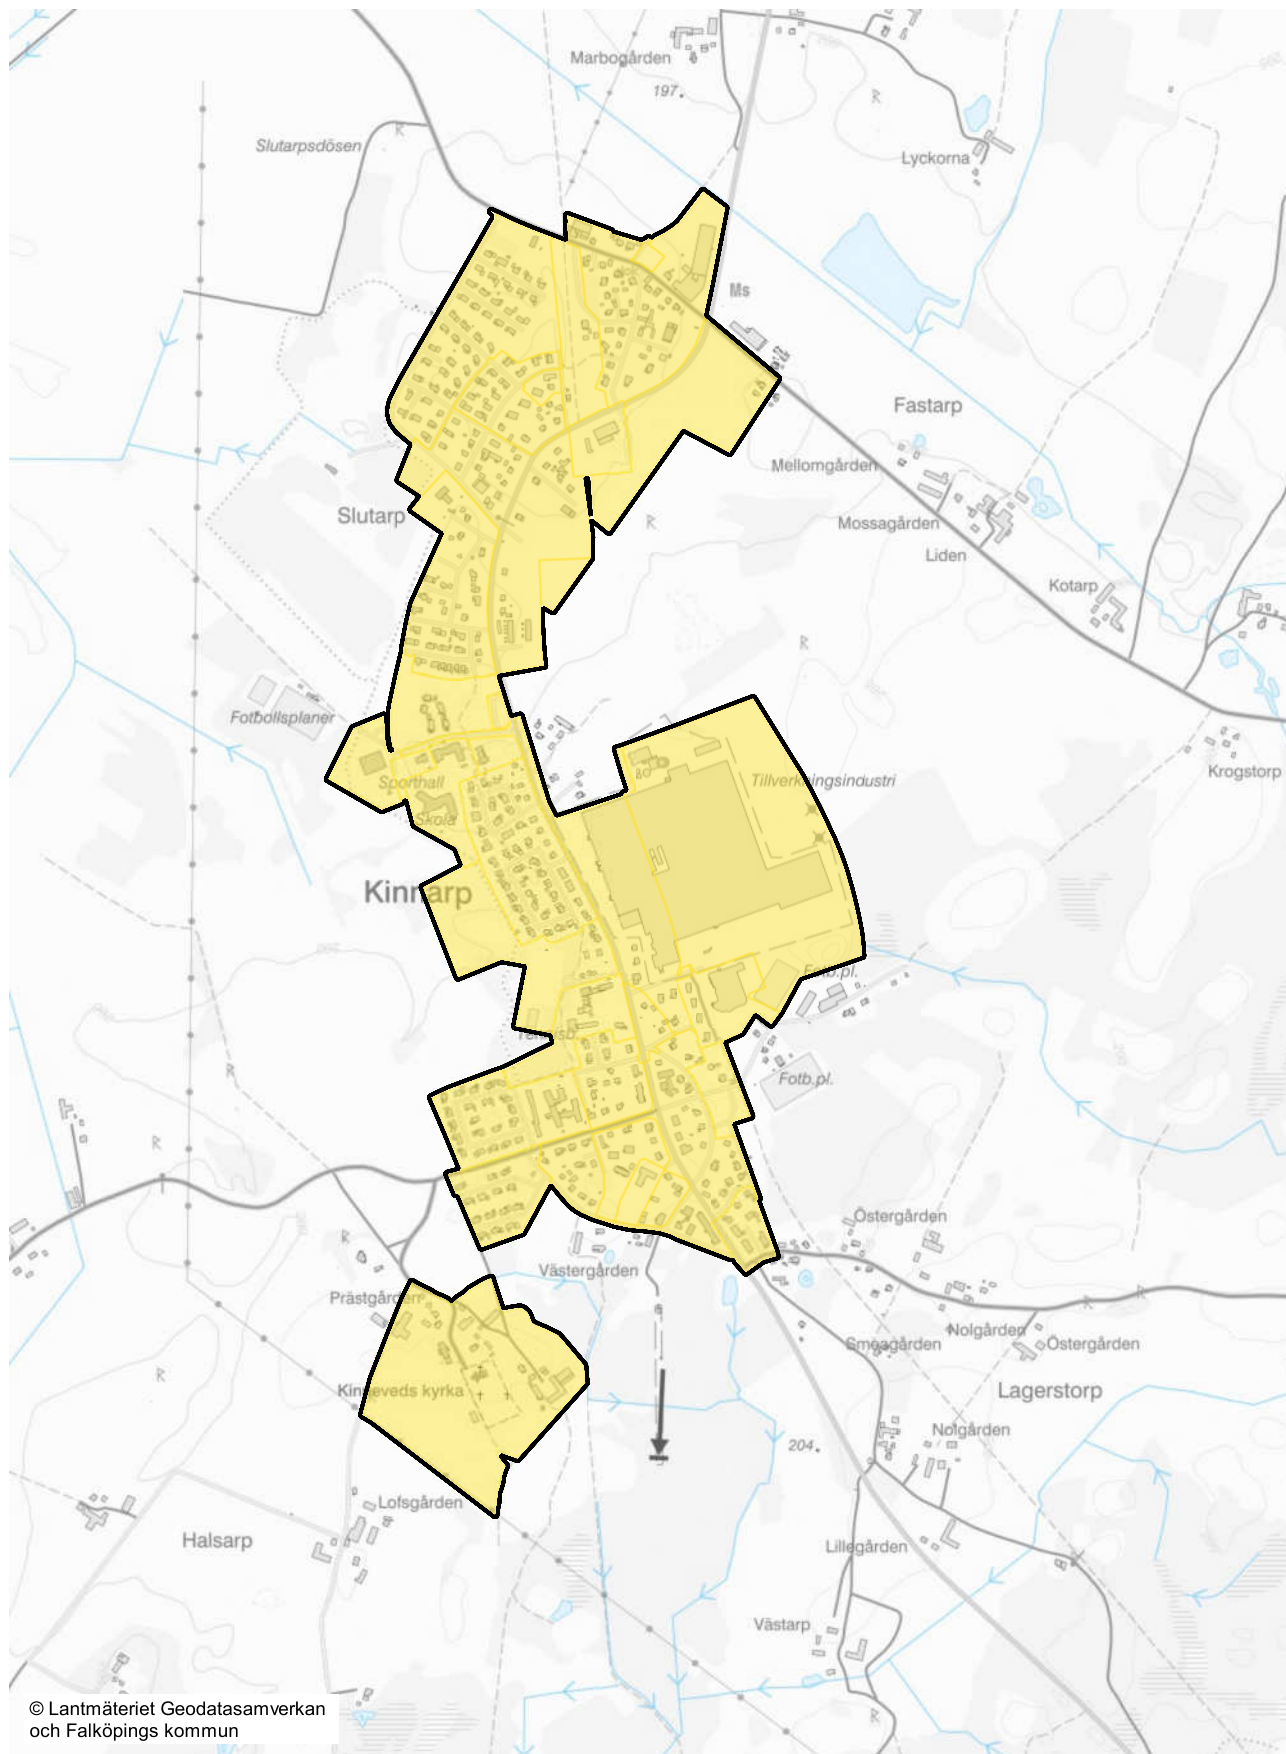 Marbogården
197.
Slutarpsdösen
Lyckorna
Ms
Fastarp
Mellomgården
Slutarp
Mossagården
Liden
Kotarp
Fotbollsplaner
Krogstorp
Sporthall
Tillverkningsindustri
Skola
Kinnarp
Fotb.pl.
Fotb.pl.
Östergården
Västergården
Prästgården
Nolgården
Smedgården
Östergården
Kinneveds kyrka
Lagerstorp
Nolgården
204.
Lofsgården
Halsarp
Lillegården
Västarp
© Lantmäteriet Geodatasamverkan
och Falköpings kommun